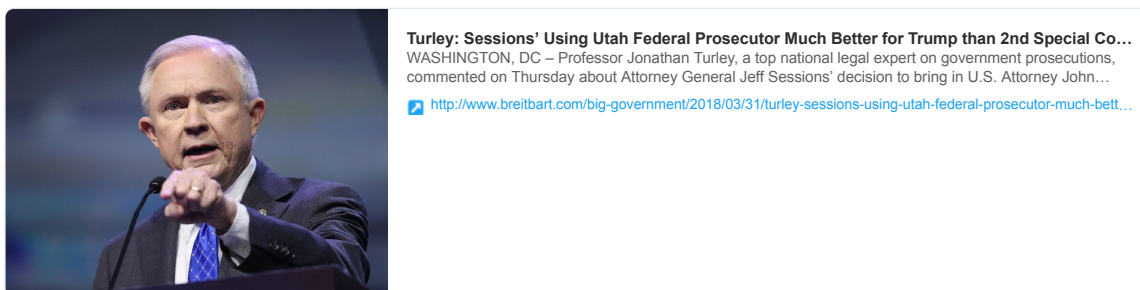 Turley: Sessions’ Using Utah Federal Prosecutor Much Better for Trump than 2nd Special Co…
WASHINGTON, DC – Professor Jonathan Turley, a top national legal expert on government prosecutions,
commented on Thursday about Attorney General Jeff Sessions’ decision to bring in U.S. Attorney John…
http://www.breitbart.com/big-government/2018/03/31/turley-sessions-using-utah-federal-prosecutor-much-bett…